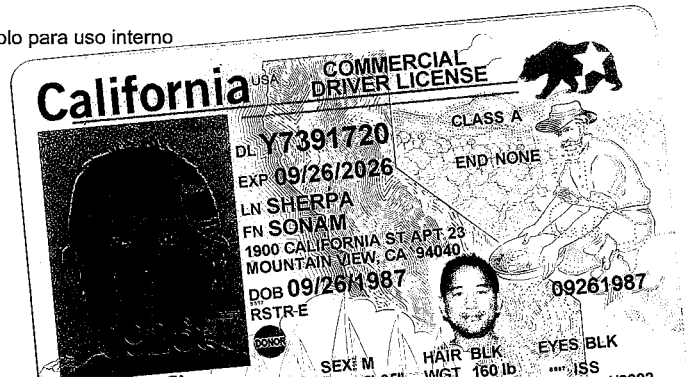 olo para uso interno
California USA COMMERCIAL
DRIVER LICENSE
DL Y7391720
CLASS A
EXP 09/26/2026
END NONE
LN SHERPA
FN SONAM
1900 CALIFORNIA ST APT 23
MOUNTAIN VIEW, CA 94040
DOB 09/26/1987
09261987
RSTR E
DONOR
SEX M
HAIR BLK
EYES BLK
WGT 160 lb
ISS